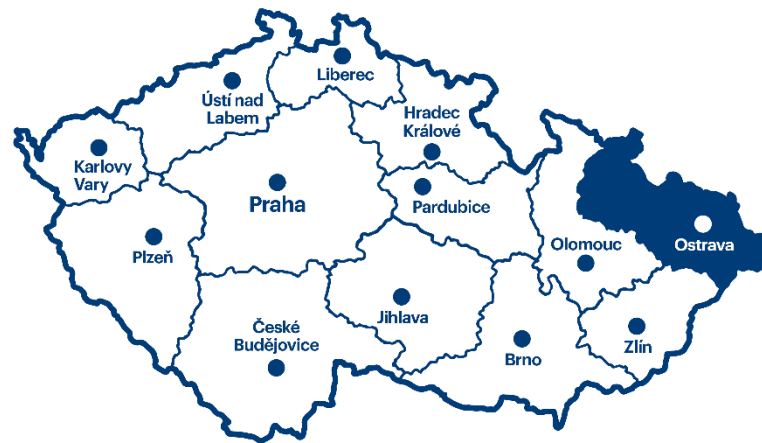 Liberec
Ústí nad
Labem
Hradec
Králové
Karlovy
Vary
Praha
Pardubice
Plzeň
Olomouc
Ostrava
Jihlava
České
Budějovice
Brno
Zlín